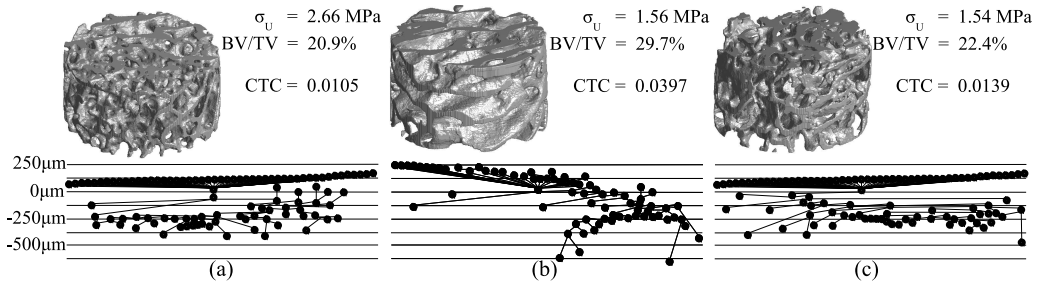 σU = 2.66 MPa
BV/TV = 20.9%
CTC = 0.0105
σU = 1.56 MPa
BV/TV = 29.7%
CTC = 0.0397
σU = 1.54 MPa
BV/TV = 22.4%
CTC = 0.0139
250μm
0μm
-250μm
-500μm
(a)
(b)
(c)